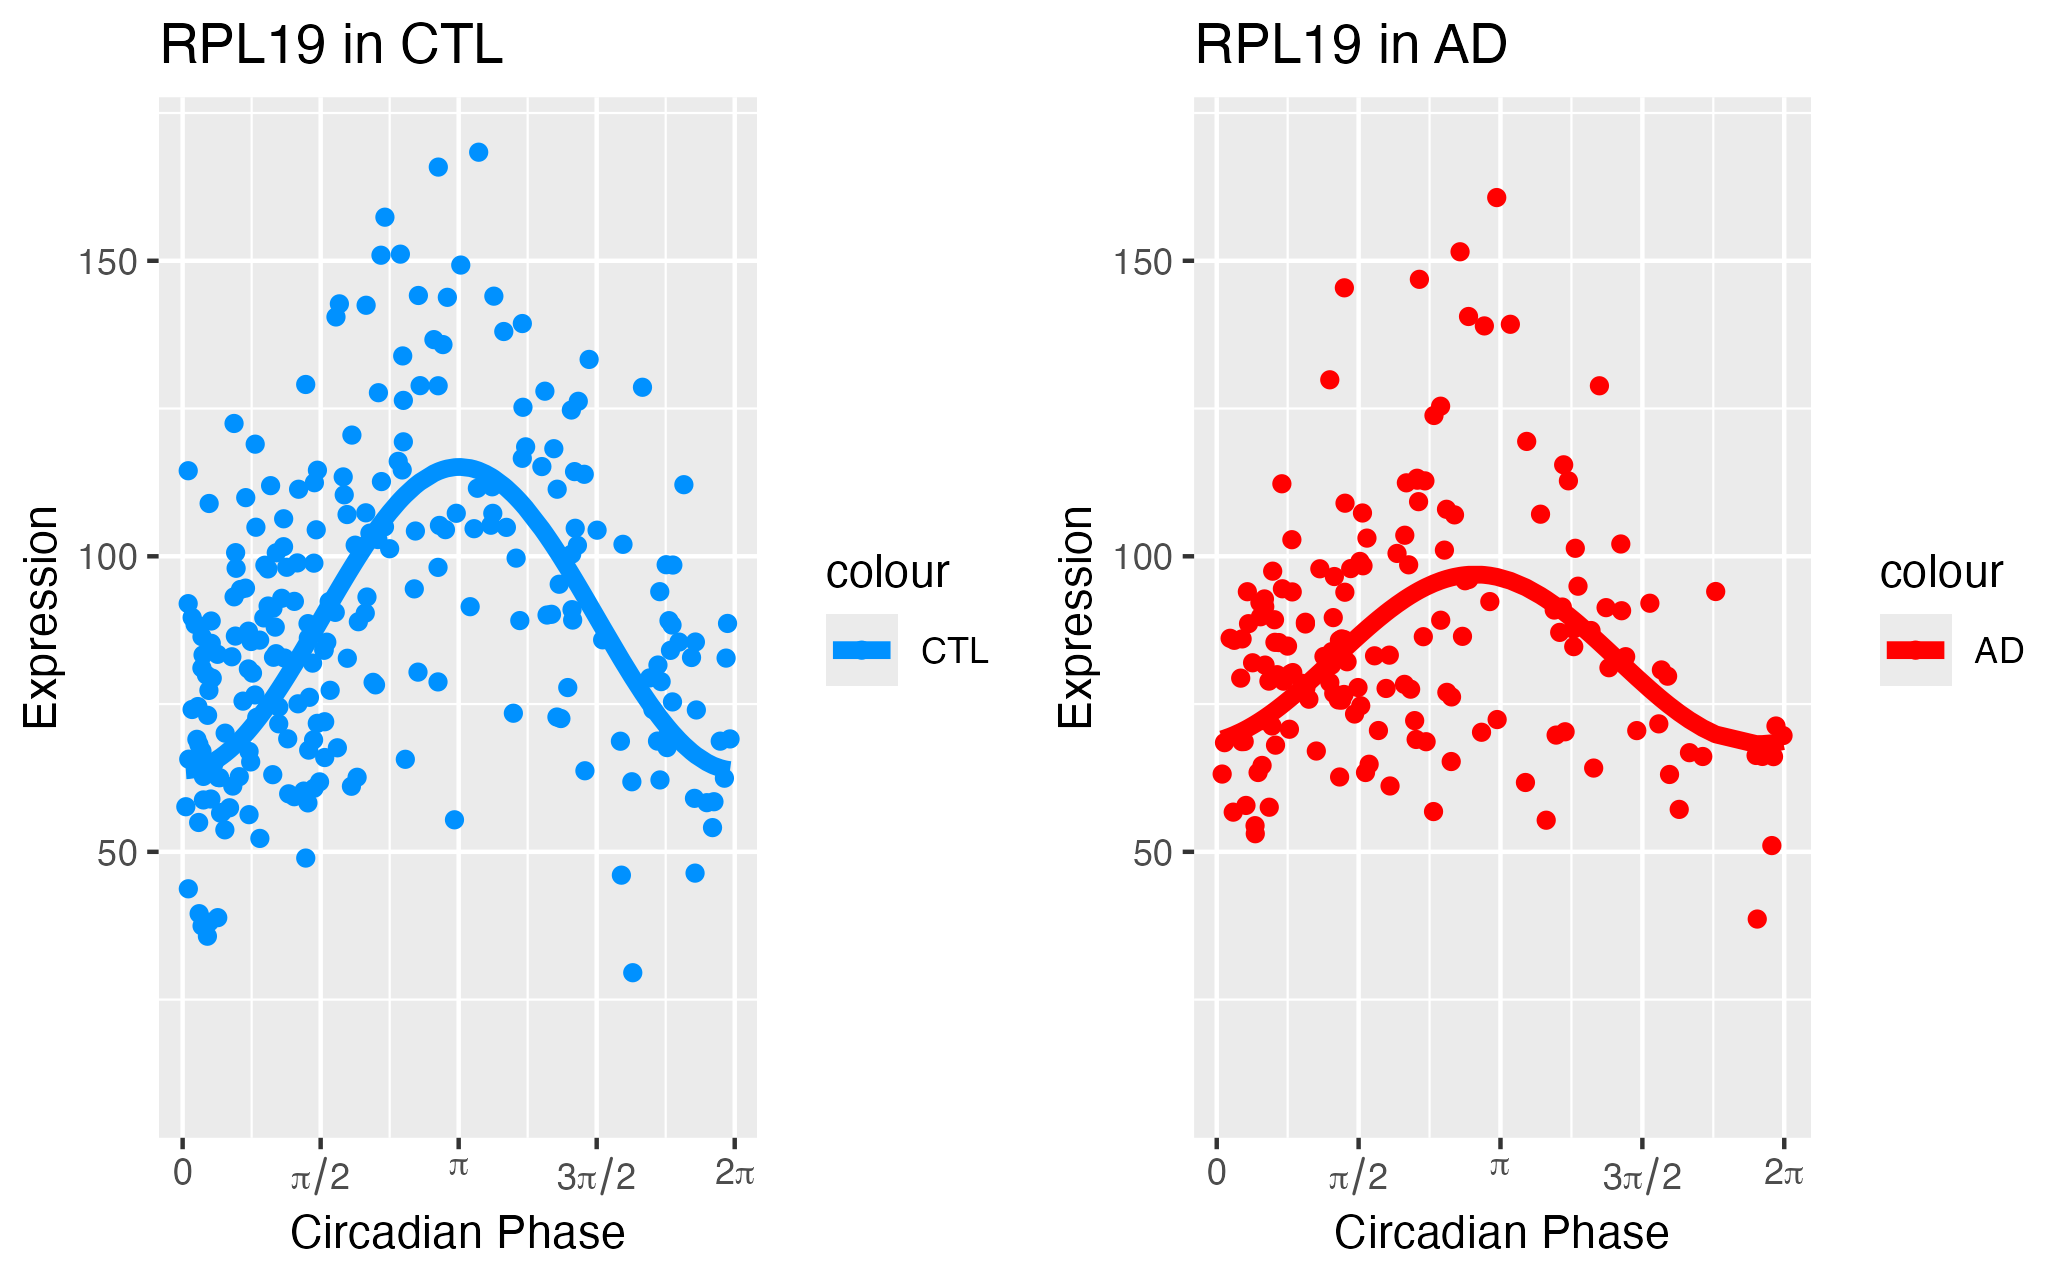 RPL19 in CTL
Expression
150
100
50
0 π/2 π 3π/2 2π
Circadian Phase
colour
CTL
RPL19 in AD
Expression
150
100
50
0 π/2 π 3π/2 2π
Circadian Phase
colour
AD